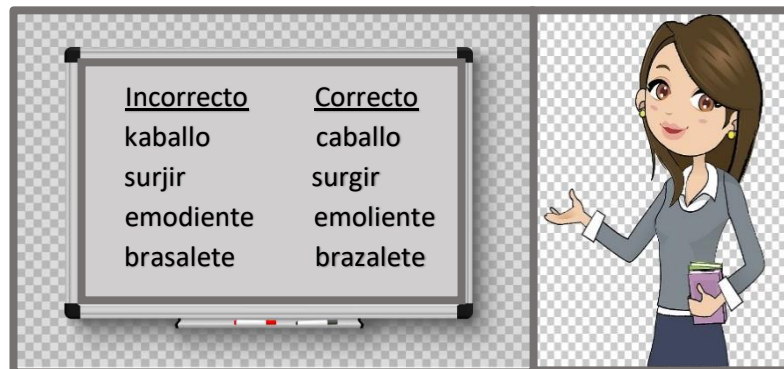 Incorrecto Correcto
kaballo caballo
surjir surgir
emodiente emoliente
brasalete brazalete